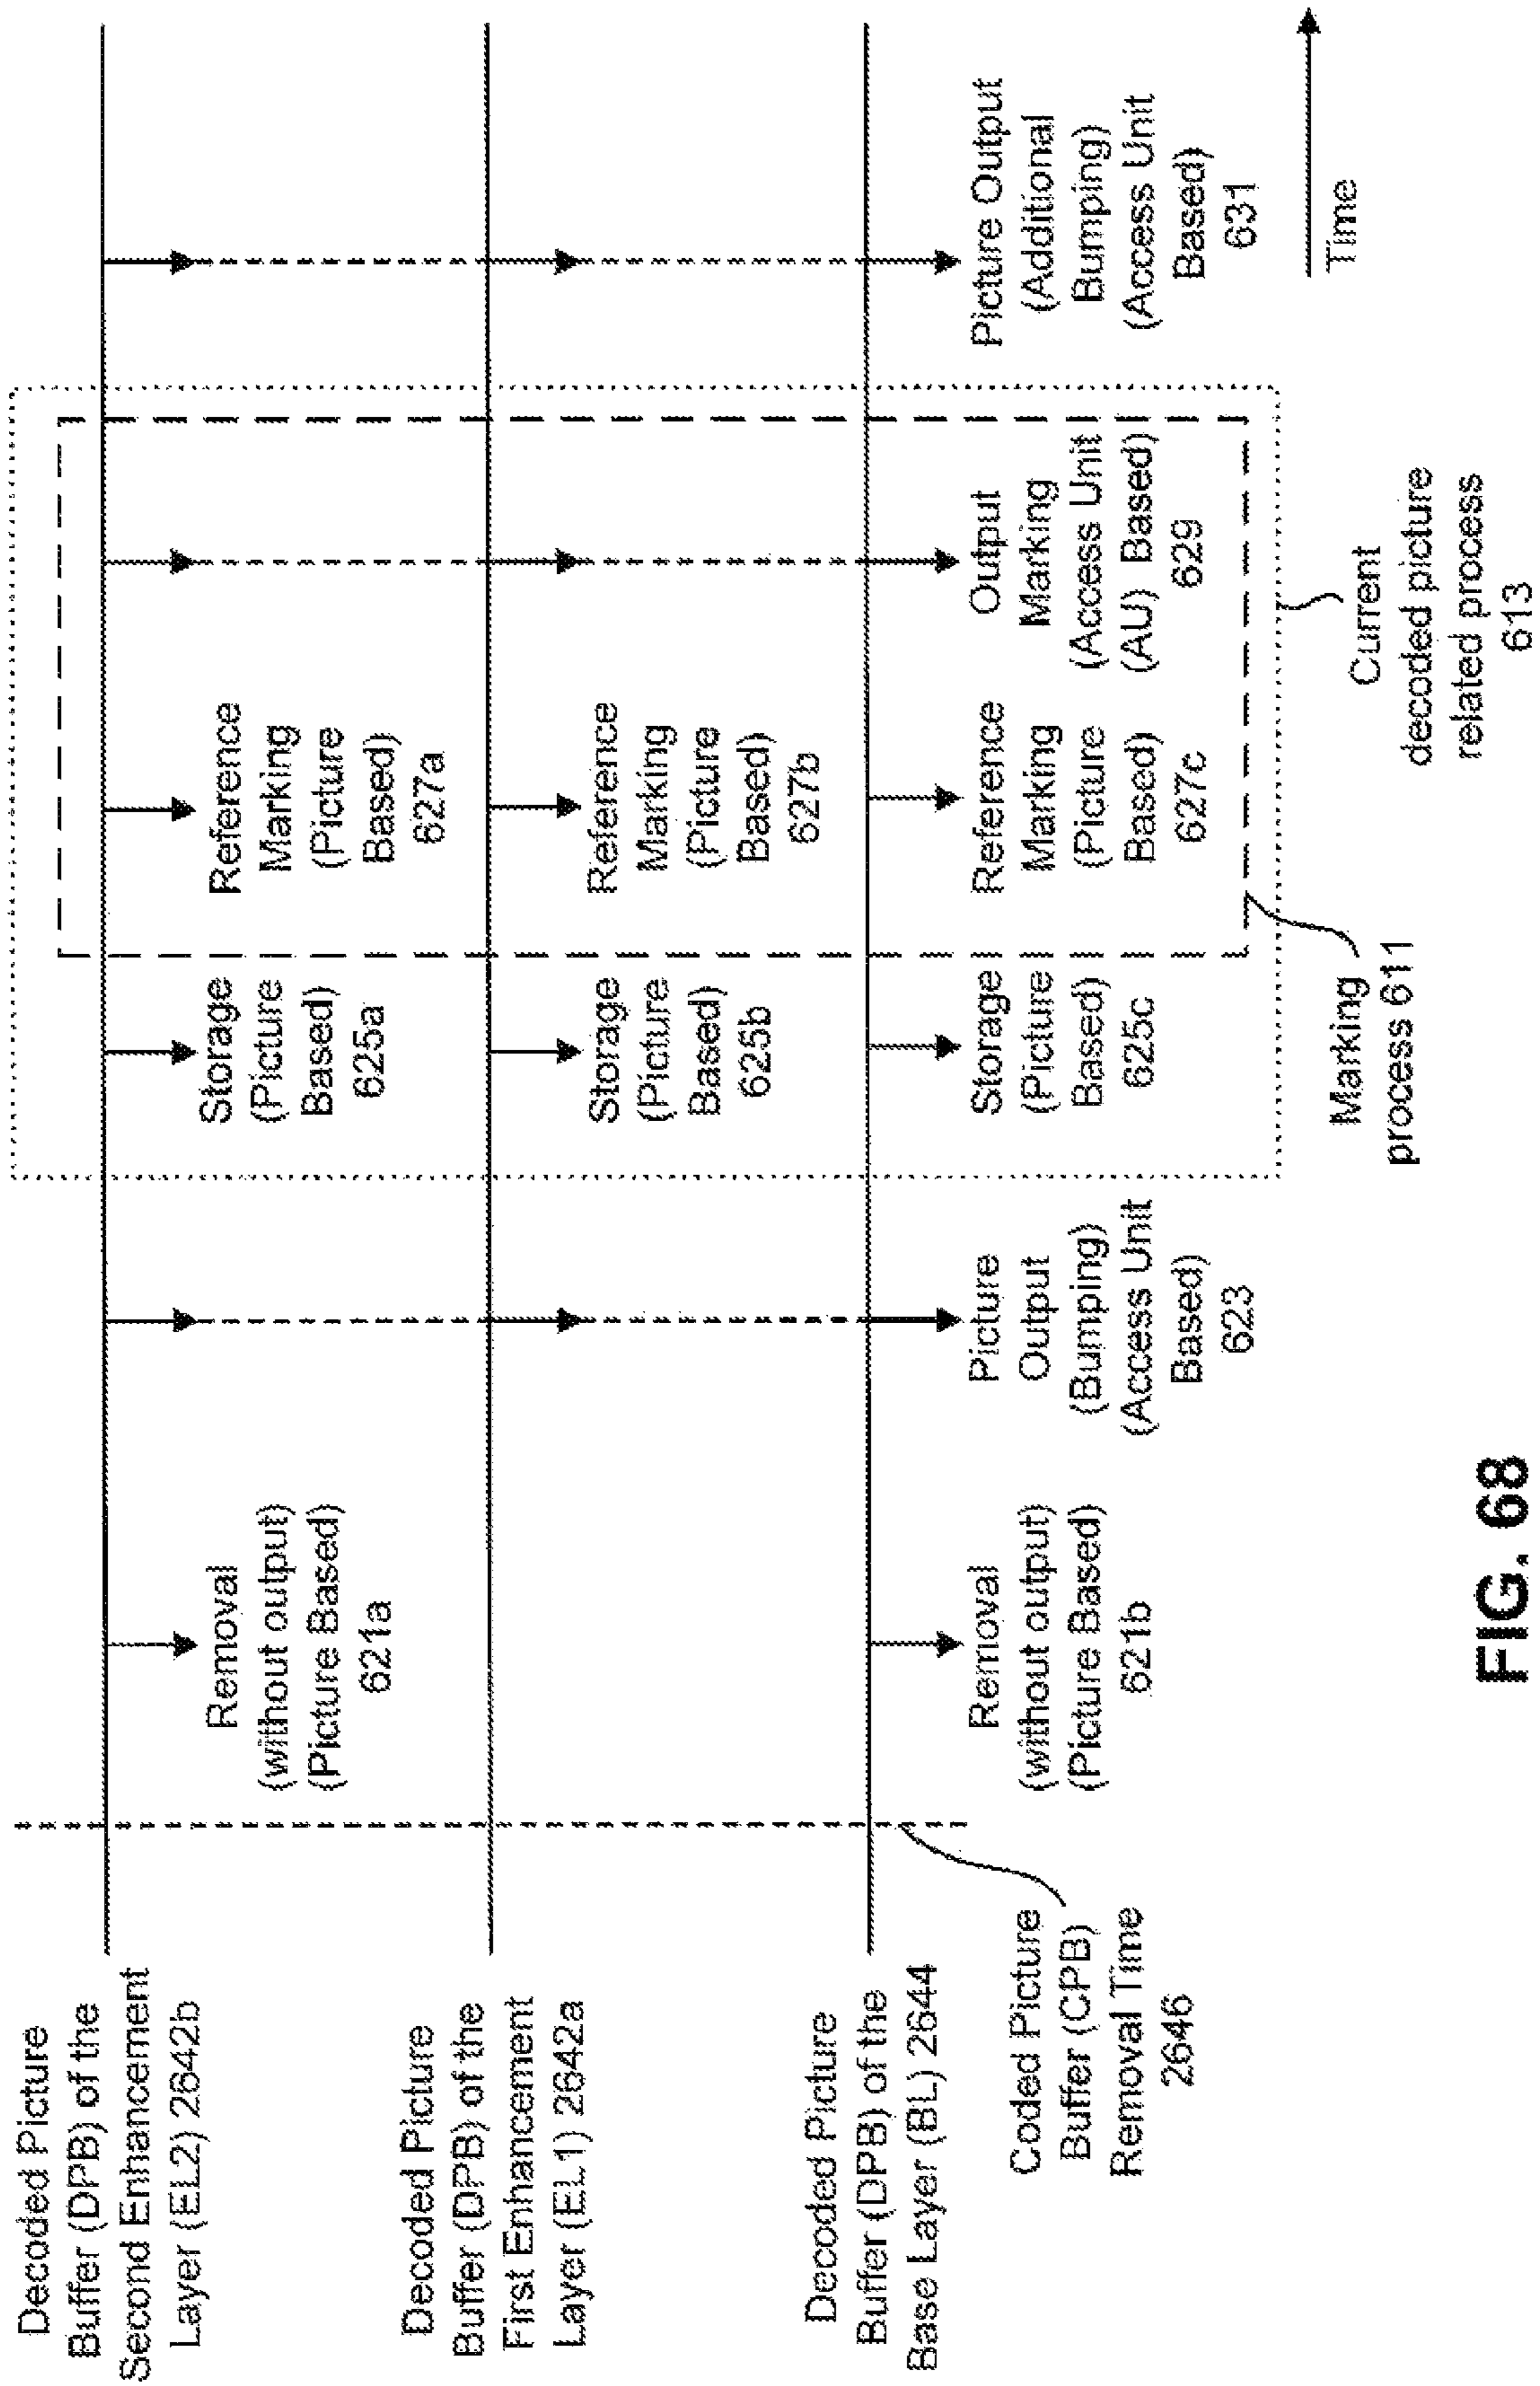 Decoded Picture
Buffer (DPB) of the
Second Enhancement
Layer (EL2) 2642b
Removal
(without output)
(Picture Based)
621a
Storage
(Picture
Based)
625a
Reference
Marking
(Picture
Based)
627a
Decoded Picture
Buffer (DPB) of the
First Enhancement
Layer (EL1) 2642a
Storage
(Picture
Based)
625b
Reference
Marking
(Picture
Based)
627b
Decoded Picture
Buffer (DPB) of the
Base Layer (BL) 2644
Removal
(without output)
(Picture Based)
621b
Picture
Output
(Bumping)
(Access Unit
Based)
623
Storage
(Picture
Based)
625c
Reference
Marking
(Picture
Based)
627c
Output
Marking
(Access Unit
(AU) Based)
629
Picture Output
(Additional
Bumping)
(Access Unit
Based)
631
Coded Picture
Buffer (CPB)
Removal Time
2646
Marking
process 611
Current
decoded picture
related process
613
Time
FIG. 68